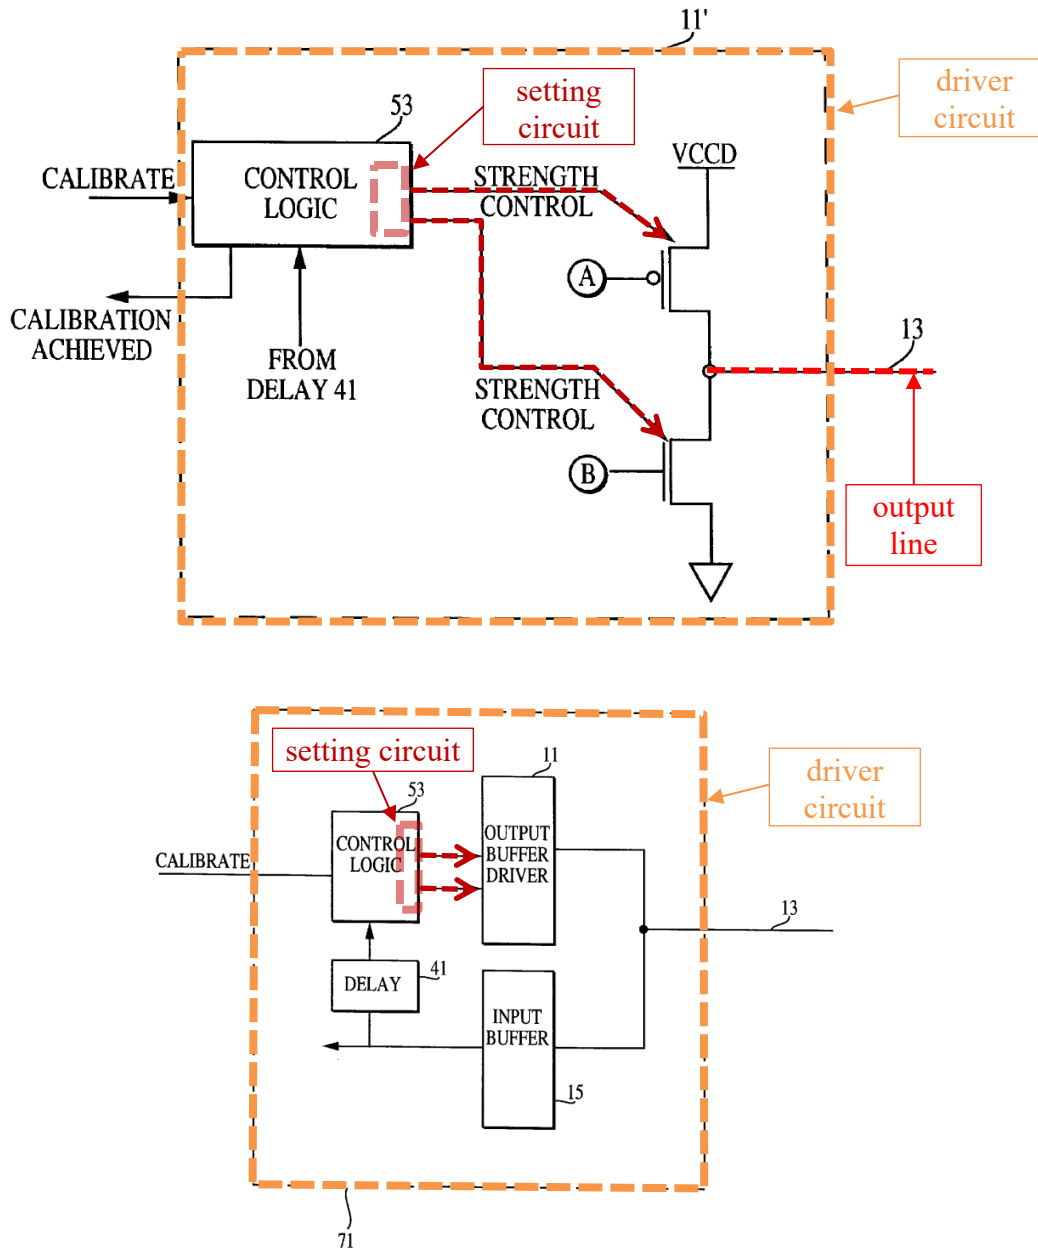 11'
driver
circuit
setting
circuit
53
VCCD
CALIBRATE
CONTROL
LOGIC
STRENGTH
CONTROL
A
CALIBRATION
ACHIEVED
FROM
DELAY 41
13
STRENGTH
CONTROL
B
output
line
setting circuit
11
driver
circuit
53
CONTROL
LOGIC
OUTPUT
BUFFER
DRIVER
CALIBRATE
13
41
DELAY
INPUT
BUFFER
15
71